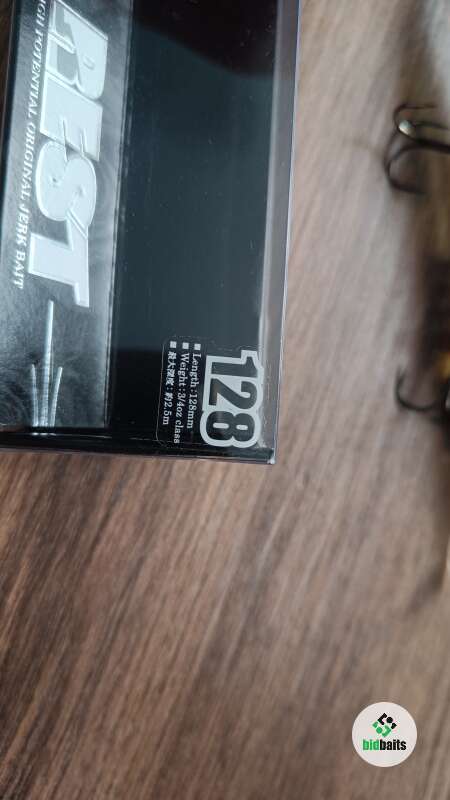 REST
HIGH POTENTIAL ORIGINAL JERK BAIT
128
■ Length : 128mm
■ Weight : 3/4oz class
■ 最大深度 : 約2.5m
bidbaits